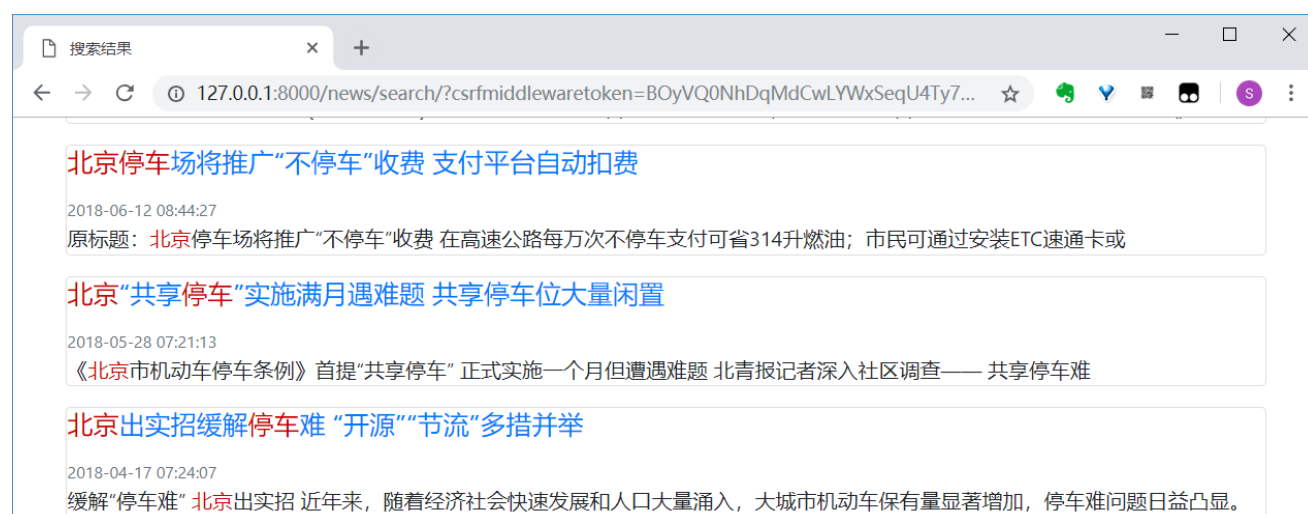 搜索结果
127.0.0.1:8000/news/search/?csrfmiddlewaretoken=BOyVQ0NhDqMdCwLYWxSeqU4Ty7...
S
北京停车场将推广“不停车”收费 支付平台自动扣费
2018-06-12 08:44:27
原标题：北京停车场将推广“不停车”收费 在高速公路每万次不停车支付可省314升燃油；市民可通过安装ETC速通卡或
北京“共享停车”实施满月遇难题 共享停车位大量闲置
2018-05-28 07:21:13
《北京市机动车停车条例》首提“共享停车” 正式实施一个月但遭遇难题 北青报记者深入社区调查—— 共享停车难
北京出实招缓解停车难 “开源”“节流”多措并举
2018-04-17 07:24:07
缓解“停车难” 北京出实招 近年来，随着经济社会快速发展和人口大量涌入，大城市机动车保有量显著增加，停车难问题日益凸显。